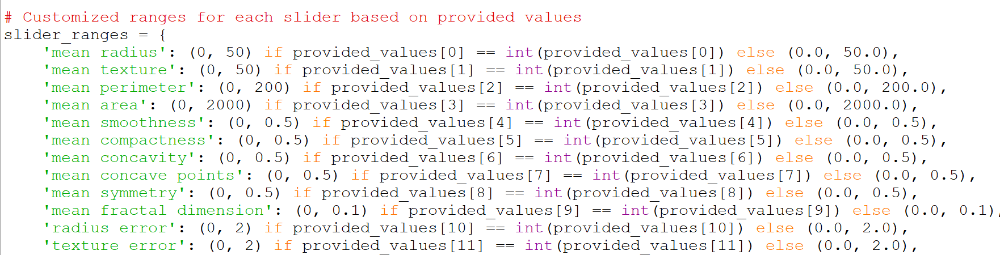 # Customized ranges for each slider based on provided values
slider_ranges = {
    'mean radius': (0, 50) if provided_values[0] == int(provided_values[0]) else (0.0, 50.0),
    'mean texture': (0, 50) if provided_values[1] == int(provided_values[1]) else (0.0, 50.0),
    'mean perimeter': (0, 200) if provided_values[2] == int(provided_values[2]) else (0.0, 200.0),
    'mean area': (0, 2000) if provided_values[3] == int(provided_values[3]) else (0.0, 2000.0),
    'mean smoothness': (0, 0.5) if provided_values[4] == int(provided_values[4]) else (0.0, 0.5),
    'mean compactness': (0, 0.5) if provided_values[5] == int(provided_values[5]) else (0.0, 0.5),
    'mean concavity': (0, 0.5) if provided_values[6] == int(provided_values[6]) else (0.0, 0.5),
    'mean concave points': (0, 0.5) if provided_values[7] == int(provided_values[7]) else (0.0, 0.5),
    'mean symmetry': (0, 0.5) if provided_values[8] == int(provided_values[8]) else (0.0, 0.5),
    'mean fractal dimension': (0, 0.1) if provided_values[9] == int(provided_values[9]) else (0.0, 0.1),
    'radius error': (0, 2) if provided_values[10] == int(provided_values[10]) else (0.0, 2.0),
    'texture error': (0, 2) if provided_values[11] == int(provided_values[11]) else (0.0, 2.0),